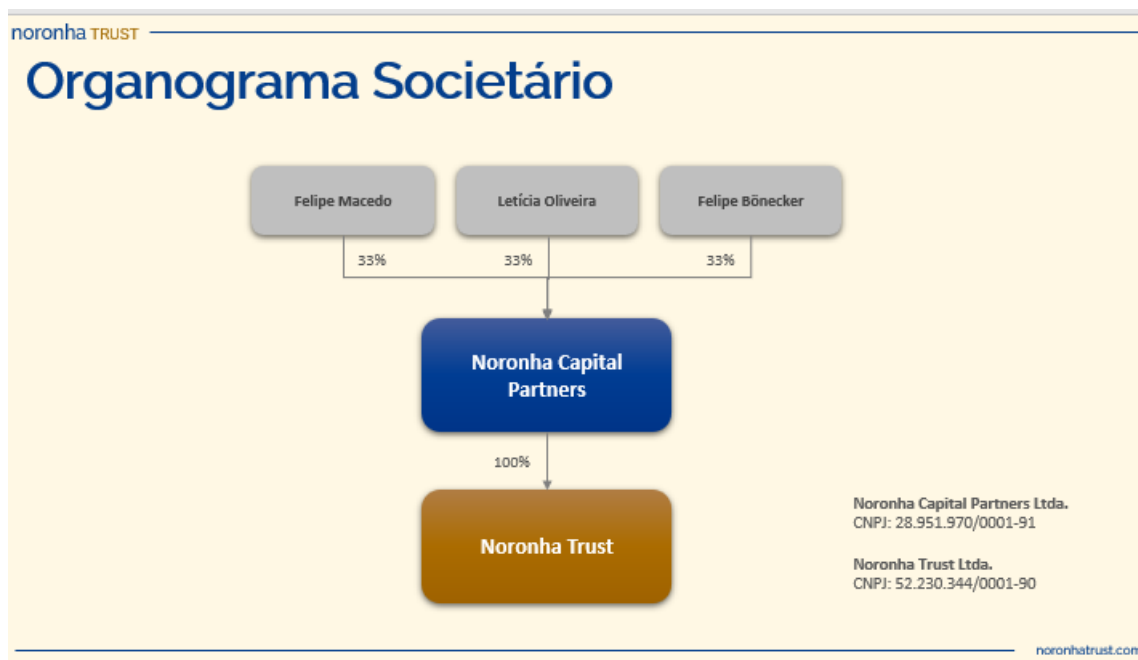 noronha TRUST
Organograma Societário
Felipe Macedo
Letícia Oliveira
Felipe Bönecker
33%
33%
33%
Noronha Capital
Partners
100%
Noronha Trust
Noronha Capital Partners Ltda.
CNPJ: 28.951.970/0001-91
Noronha Trust Ltda.
CNPJ: 52.230.344/0001-90
noronhatrust.com